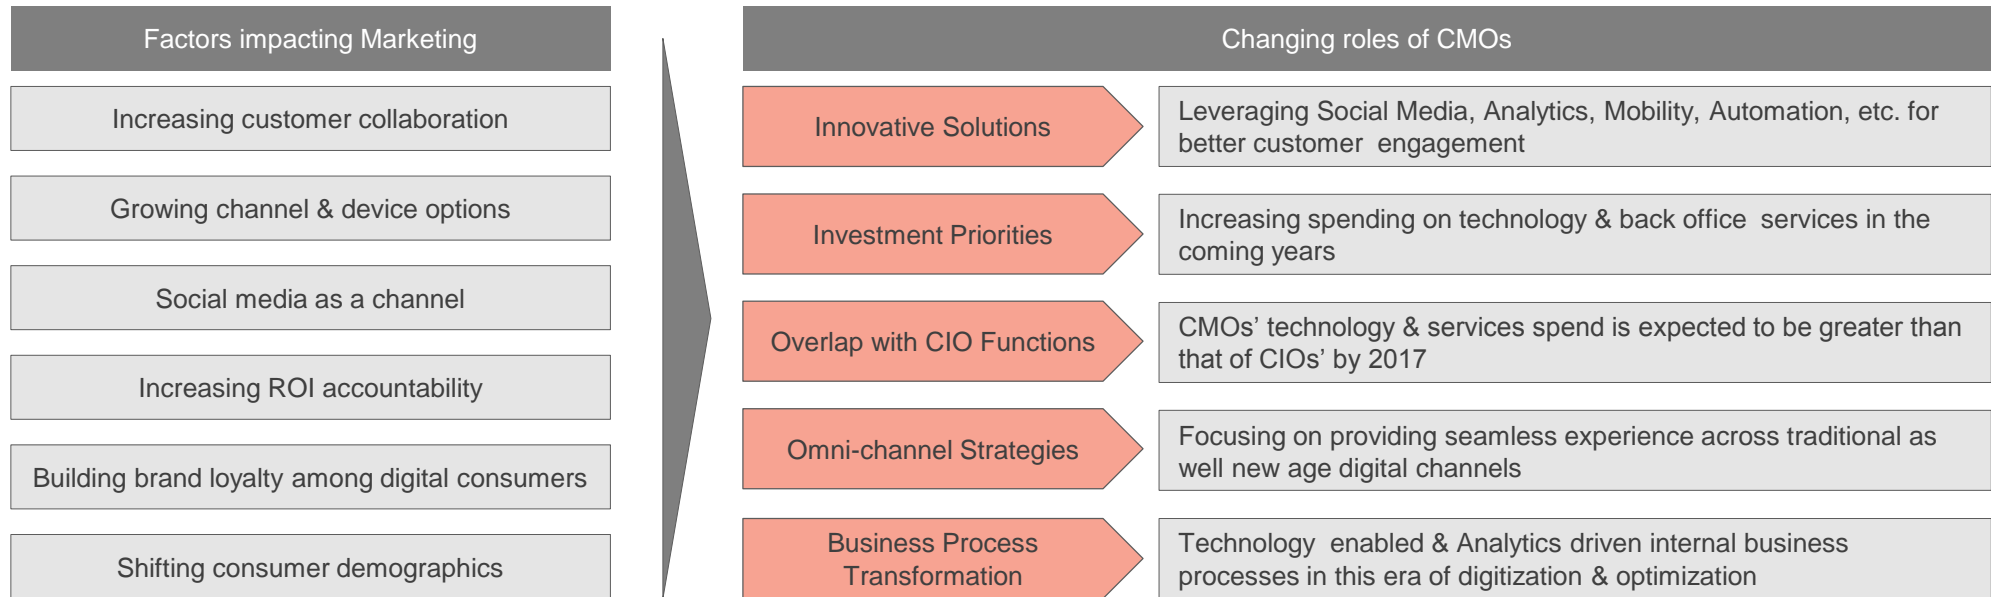 Factors impacting Marketing
Increasing customer collaboration
Growing channel & device options
Social media as a channel
Increasing ROI accountability
Building brand loyalty among digital consumers
Shifting consumer demographics
Changing roles of CMOs
Innovative Solutions
Leveraging Social Media, Analytics, Mobility, Automation, etc. for
better customer engagement
Investment Priorities
Increasing spending on technology & back office services in the
coming years
Overlap with CIO Functions
CMOs’ technology & services spend is expected to be greater than
that of CIOs’ by 2017
Omni-channel Strategies
Focusing on providing seamless experience across traditional as
well new age digital channels
Business Process
Transformation
Technology enabled & Analytics driven internal business
processes in this era of digitization & optimization